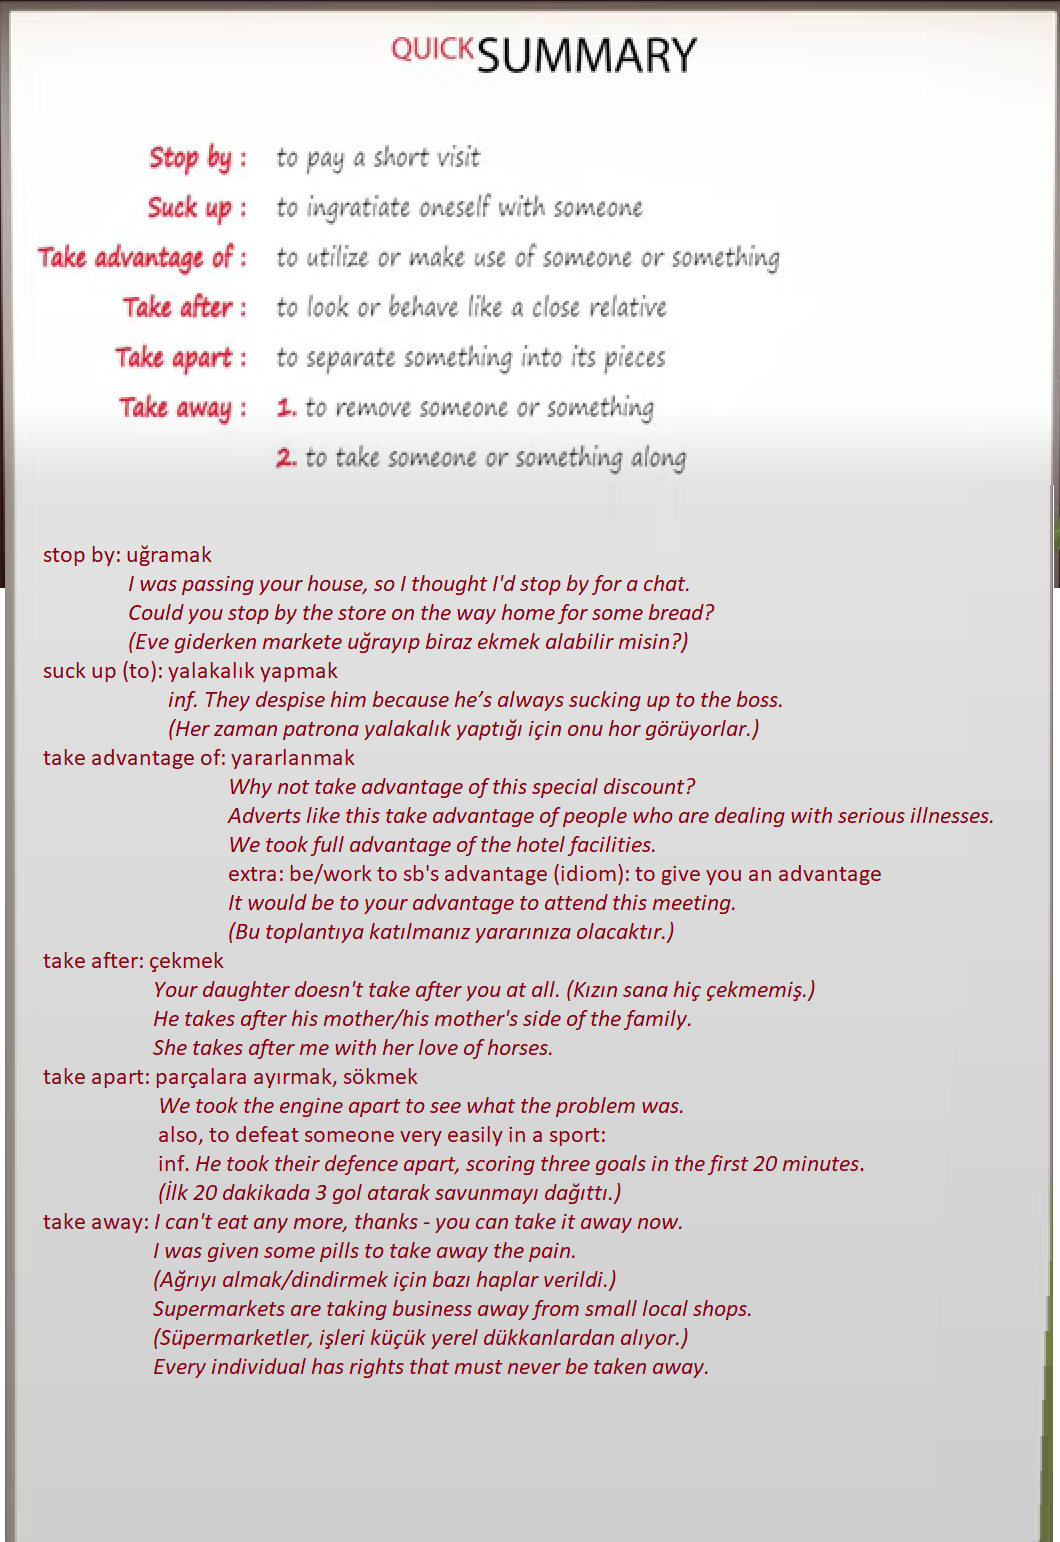 QUICK SUMMARY
Stop by : to pay a short visit
Suck up : to ingratiate oneself with someone
Take advantage of : to utilize or make use of someone or something
Take after : to look or behave like a close relative
Take apart : to separate something into its pieces
Take away : 1. to remove someone or something
2. to take someone or something along
stop by: uğramak
I was passing your house, so I thought I'd stop by for a chat.
Could you stop by the store on the way home for some bread?
(Eve giderken markete uğrayıp biraz ekmek alabilir misin?)
suck up (to): yalakalık yapmak
inf. They despise him because he’s always sucking up to the boss.
(Her zaman patrona yalakalık yaptığı için onu hor görüyorlar.)
take advantage of: yararlanmak
Why not take advantage of this special discount?
Adverts like this take advantage of people who are dealing with serious illnesses.
We took full advantage of the hotel facilities.
extra: be/work to sb's advantage (idiom): to give you an advantage
It would be to your advantage to attend this meeting.
(Bu toplantıya katılmanız yararınıza olacaktır.)
take after: çekmek
Your daughter doesn't take after you at all. (Kızın sana hiç çekmemiş.)
He takes after his mother/his mother's side of the family.
She takes after me with her love of horses.
take apart: parçalara ayırmak, sökmek
We took the engine apart to see what the problem was.
also, to defeat someone very easily in a sport:
inf. He took their defence apart, scoring three goals in the first 20 minutes.
(İlk 20 dakikada 3 gol atarak savunmayı dağıttı.)
take away: I can't eat any more, thanks - you can take it away now.
I was given some pills to take away the pain.
(Ağrıyı almak/dindirmek için bazı haplar verildi.)
Supermarkets are taking business away from small local shops.
(Süpermarketler, işleri küçük yerel dükkanlardan alıyor.)
Every individual has rights that must never be taken away.